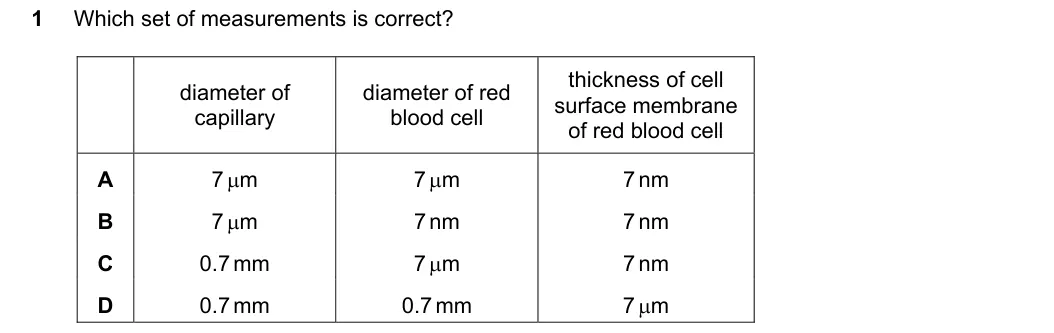 1 Which set of measurements is correct?
diameter of capillary diameter of red blood cell thickness of cell surface membrane of red blood cell
A 7 μm 7 μm 7 nm
B 7 μm 7 nm 7 nm
C 0.7 mm 7 μm 7 nm
D 0.7 mm 0.7 mm 7 μm